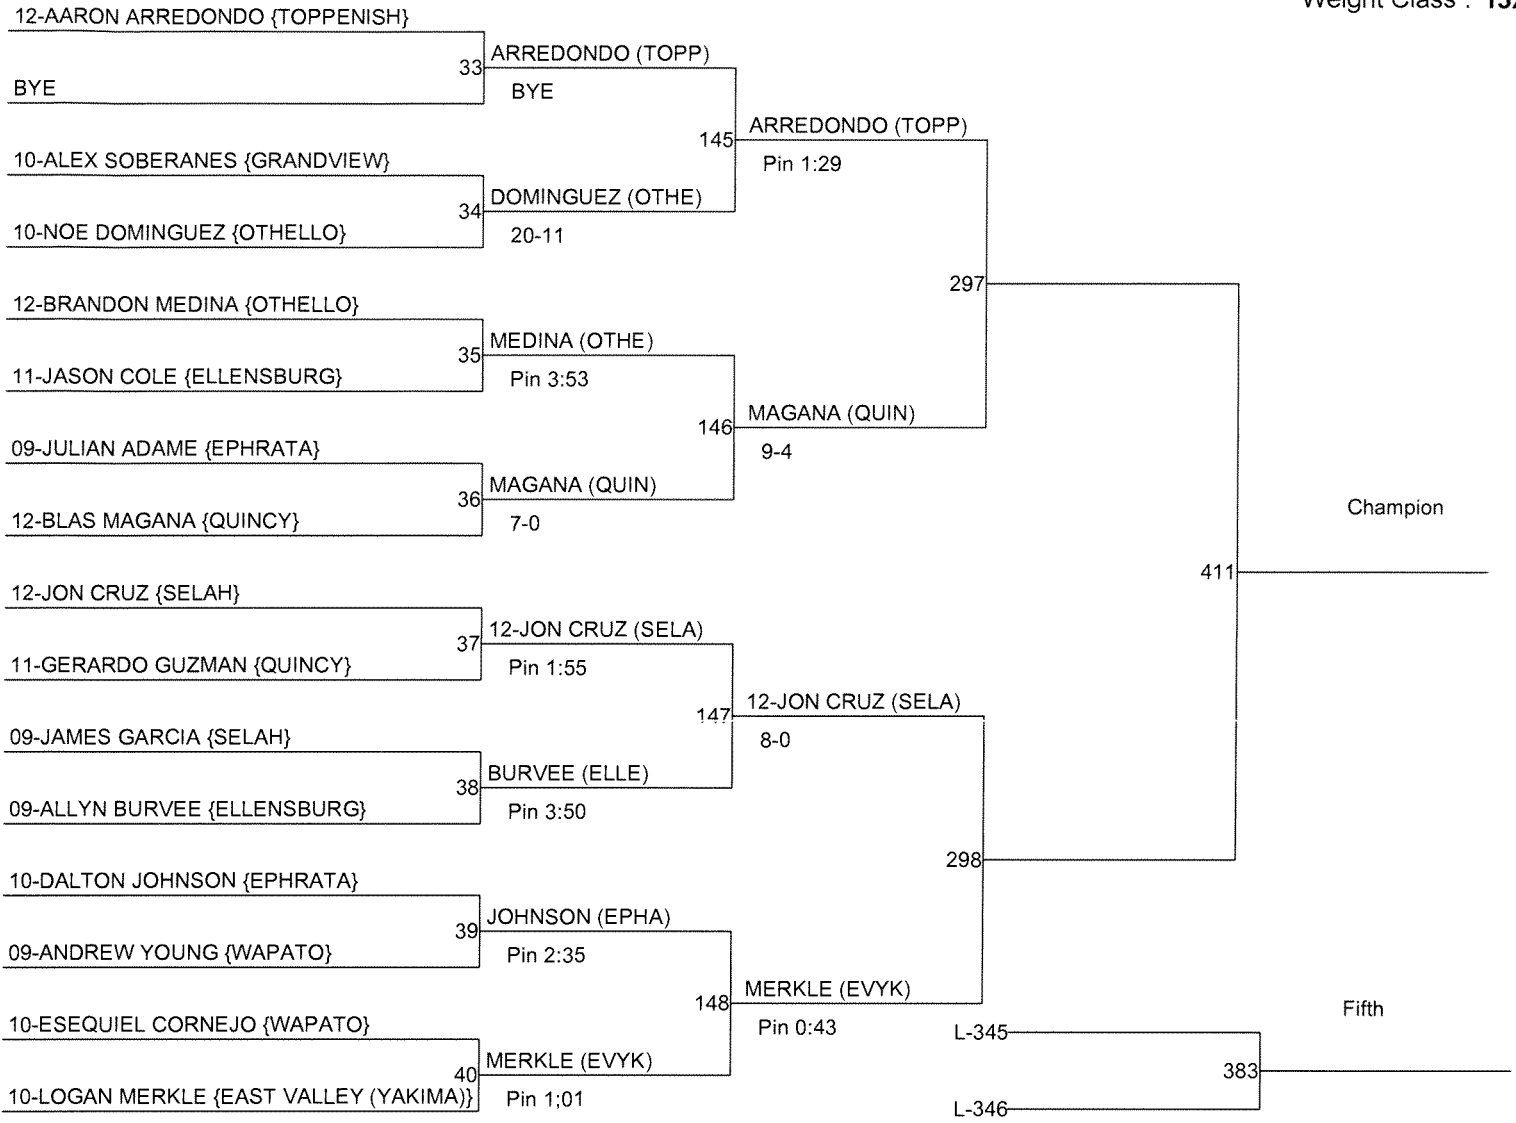 Weight Class :
12-AARON ARREDONDO {TOPPENISH}
33
ARREDONDO (TOPP)
BYE
BYE
145
ARREDONDO (TOPP)
Pin 1:29
10-ALEX SOBERANES {GRANDVIEW}
34
DOMINGUEZ (OTHE)
10-NOE DOMINGUEZ {OTHELLO}
20-11
297
12-BRANDON MEDINA {OTHELLO}
35
MEDINA (OTHE)
11-JASON COLE {ELLENSBURG}
Pin 3:53
146
MAGANA (QUIN)
9-4
09-JULIAN ADAME {EPHRATA}
36
MAGANA (QUIN)
12-BLAS MAGANA {QUINCY}
7-0
Champion
411
12-JON CRUZ {SELAH}
37
12-JON CRUZ (SELA)
11-GERARDO GUZMAN {QUINCY}
Pin 1:55
147
12-JON CRUZ (SELA)
8-0
09-JAMES GARCIA {SELAH}
38
BURVEE (ELLE)
09-ALLYN BURVEE {ELLENSBURG}
Pin 3:50
298
10-DALTON JOHNSON {EPHRATA}
39
JOHNSON (EPHA)
09-ANDREW YOUNG {WAPATO}
Pin 2:35
148
MERKLE (EVYK)
Pin 0:43
10-ESEQUIEL CORNEJO {WAPATO}
40
MERKLE (EVYK)
10-LOGAN MERKLE {EAST VALLEY (YAKIMA)}
Pin 1;01
Fifth
L-345
383
L-346